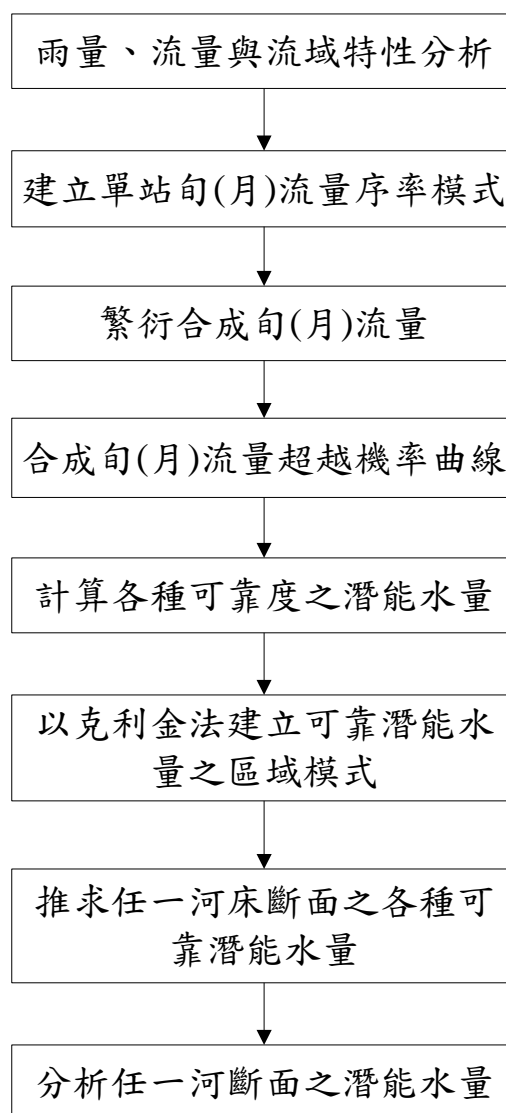 雨量、流量與流域特性分析
建立單站旬(月)流量序率模式
繁衍合成旬(月)流量
合成旬(月)流量超越機率曲線
計算各種可靠度之潛能水量
以克利金法建立可靠潛能水
量之區域模式
推求任一河床斷面之各種可
靠潛能水量
分析任一河斷面之潛能水量